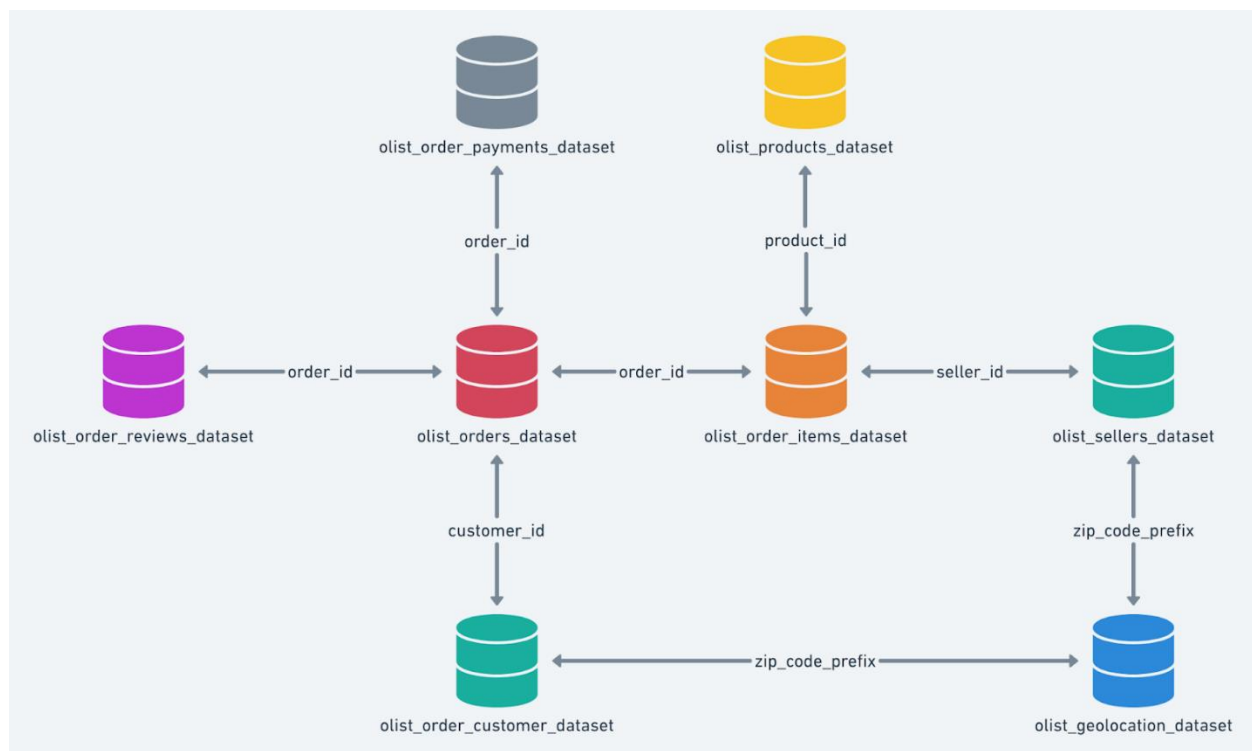 olist_order_payments_dataset
olist_products_dataset
order_id
product_id
order_id
order_id
seller_id
olist_order_reviews_dataset
olist_orders_dataset
olist_order_items_dataset
olist_sellers_dataset
customer_id
zip_code_prefix
zip_code_prefix
olist_order_customer_dataset
olist_geolocation_dataset